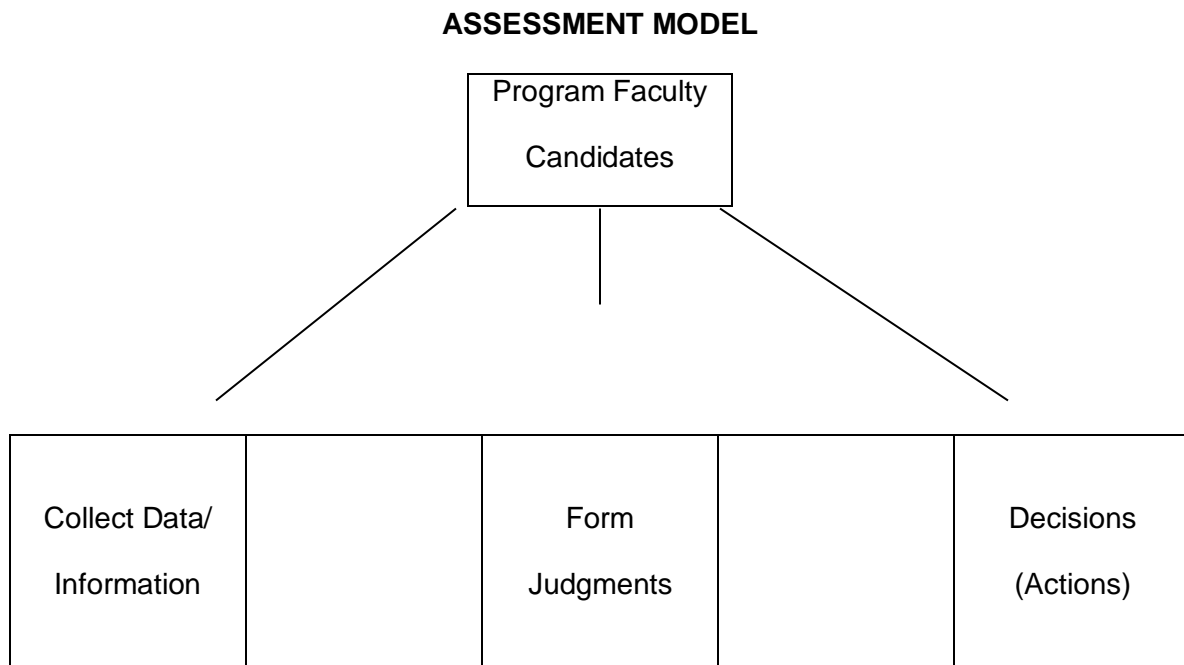 ASSESSMENT MODEL
Program Faculty
Candidates
Collect Data/
Information
Form
Judgments
Decisions
(Actions)